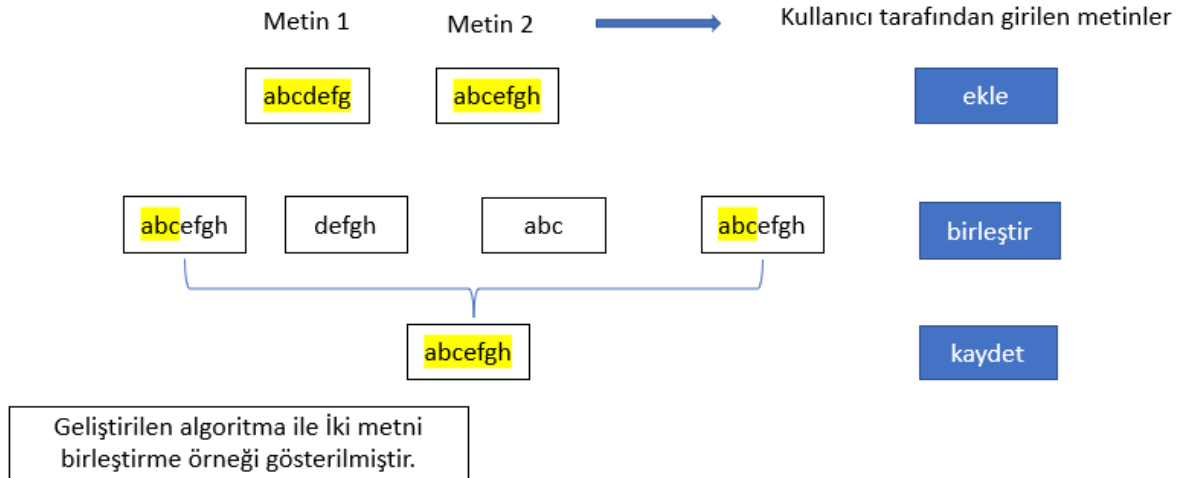 Metin 1 Metin 2 Kullanıcı tarafından girilen metinler
abcdefg abcefgh ekle
abcefgh defgh abc abcefgh birleştir
abcefgh kaydet
Geliştirilen algoritma ile İki metni
birleştirme örneği gösterilmiştir.